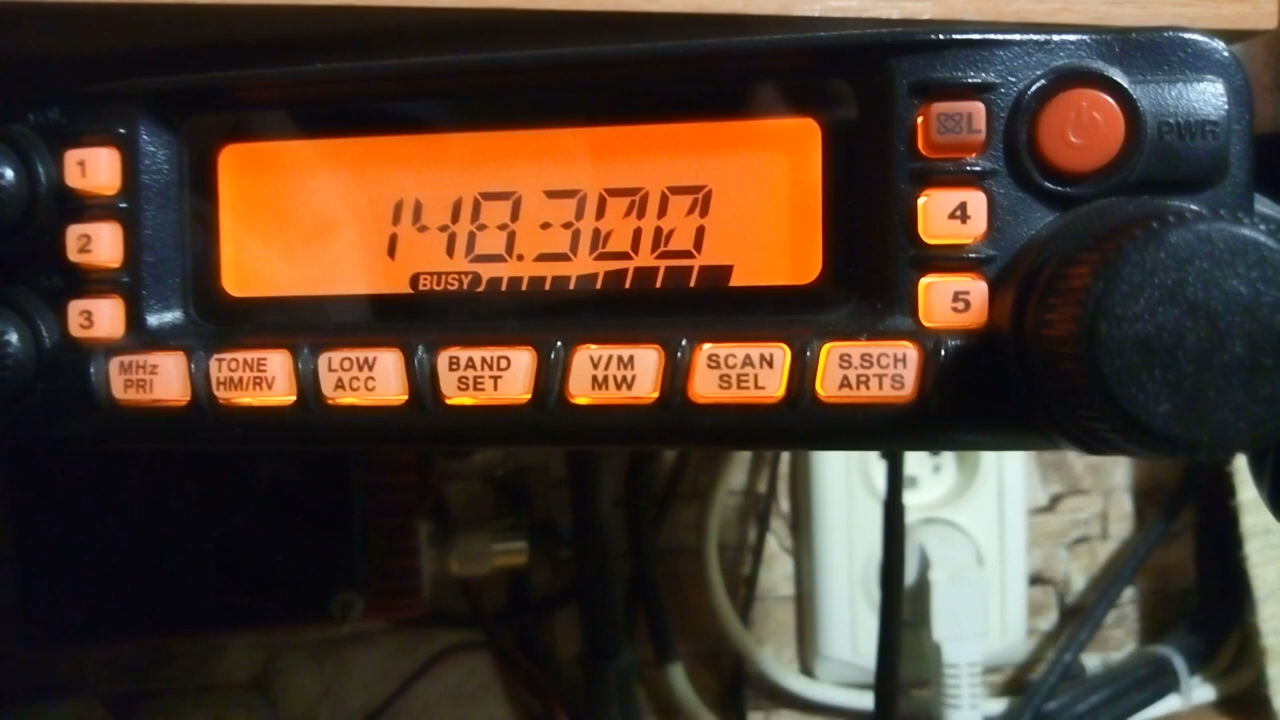 148.300
BUSY
1
2
3
L
PWR
4
5
MHz
PRI
TONE
HM/RV
LOW
ACC
BAND
SET
V/M
MW
SCAN
SEL
S.SCH
ARTS